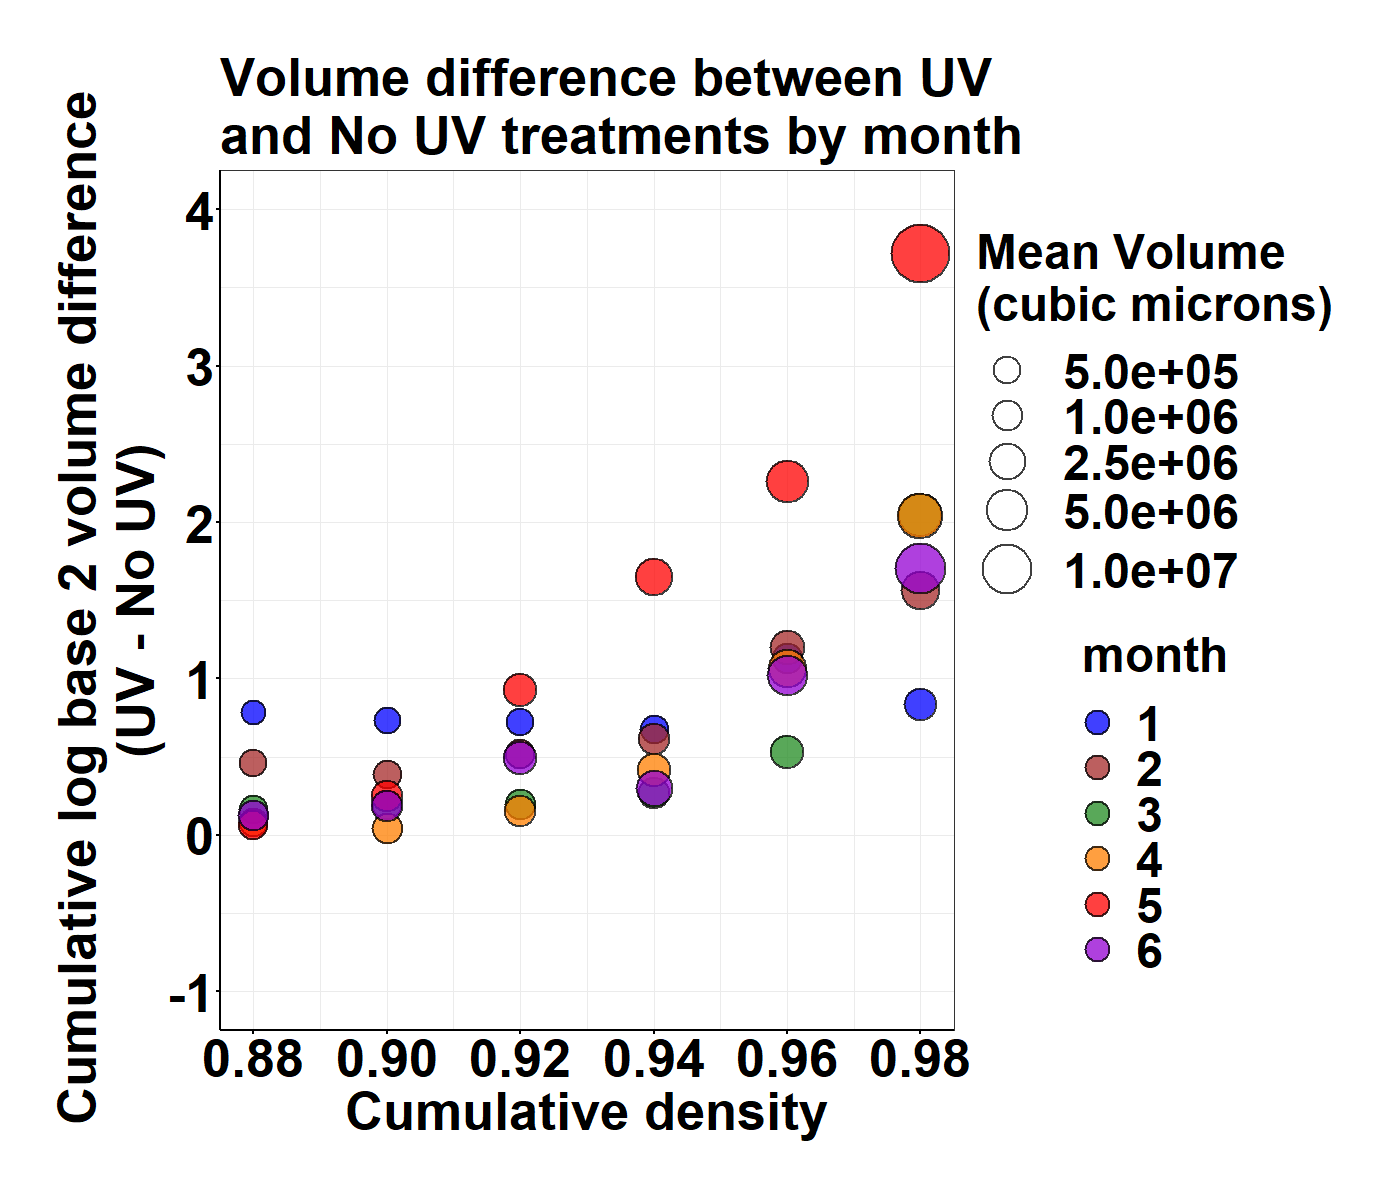 Volume difference between UV
and No UV treatments by month
Cumulative log base 2 volume difference
(UV - No UV)
4
3
2
1
0
-1
0.88 0.90 0.92 0.94 0.96 0.98
Cumulative density
Mean Volume
(cubic microns)
5.0e+05
1.0e+06
2.5e+06
5.0e+06
1.0e+07
month
1
2
3
4
5
6